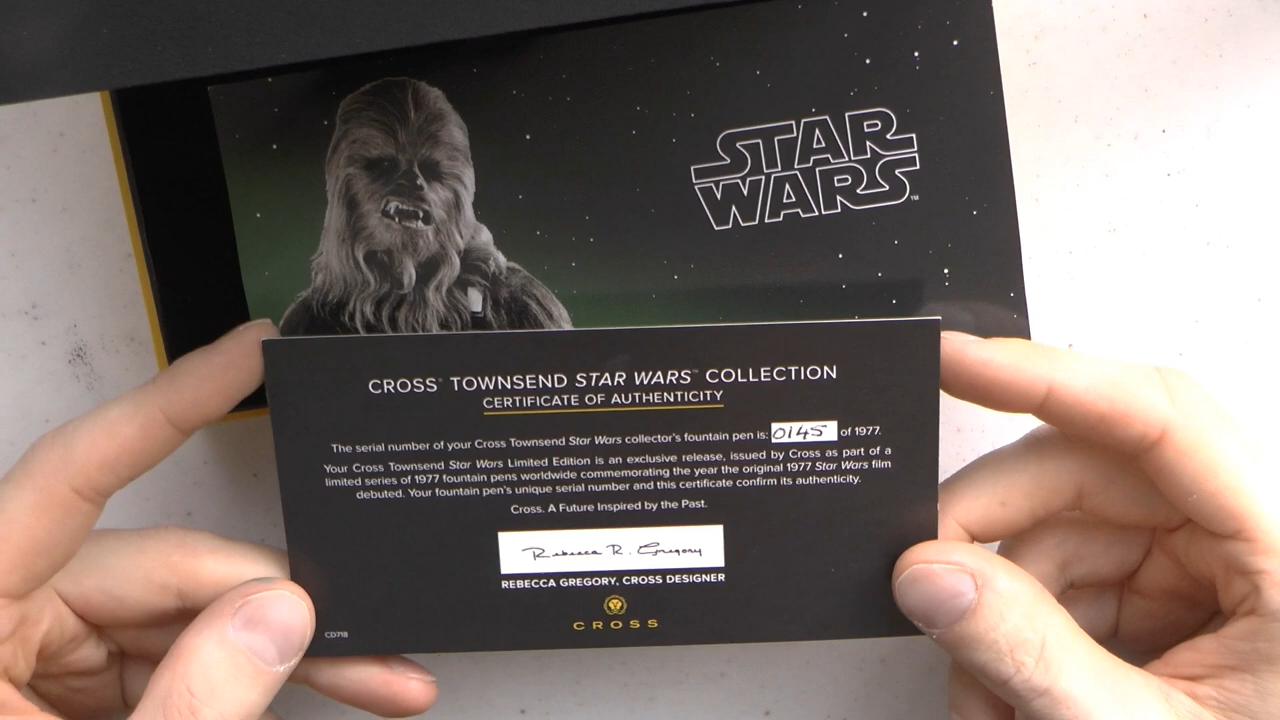 STAR
WARS™
CROSS® TOWNSEND STAR WARS™ COLLECTION
CERTIFICATE OF AUTHENTICITY
The serial number of your Cross Townsend Star Wars collector's fountain pen is: 0145 of 1977.
Your Cross Townsend Star Wars Limited Edition is an exclusive release, issued by Cross as part of a
limited series of 1977 fountain pens worldwide commemorating the year the original 1977 Star Wars film
debuted. Your fountain pen's unique serial number and this certificate confirm its authenticity.
Cross. A Future Inspired by the Past.
Rebecca R. Gregory
REBECCA GREGORY, CROSS DESIGNER
CROSS
CD718